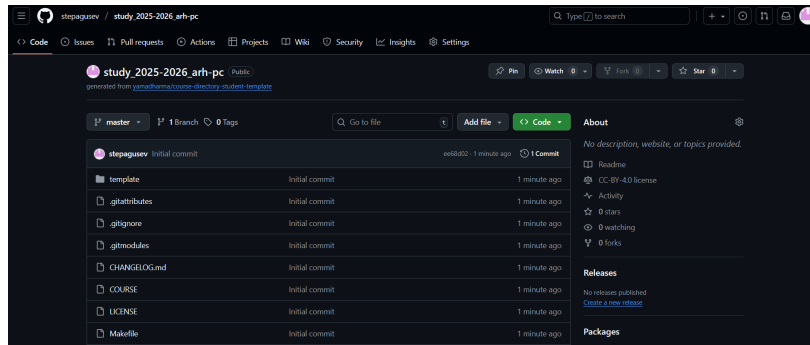 stepagusev / study_2025-2026_arh-pc
Type / to search
Code Issues Pull requests Actions Projects Wiki Security Insights Settings
study_2025-2026_arh-pc Public
Pin Watch 0 Fork 0 Star 0
generated from yamadharma/course-directory-student-template
master 1 Branch 0 Tags
Go to file t Add file Code
stepagusev Initial commit ee68d02 · 1 minute ago 1 Commit
template Initial commit 1 minute ago
.gitattributes Initial commit 1 minute ago
.gitignore Initial commit 1 minute ago
.gitmodules Initial commit 1 minute ago
CHANGELOG.md Initial commit 1 minute ago
COURSE Initial commit 1 minute ago
LICENSE Initial commit 1 minute ago
Makefile Initial commit 1 minute ago
About
No description, website, or topics provided.
Readme
CC-BY-4.0 license
Activity
0 stars
0 watching
0 forks
Releases
No releases published
Create a new release
Packages